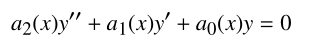 a₂(x)y″ + a₁(x)y′ + a₀(x)y = 0